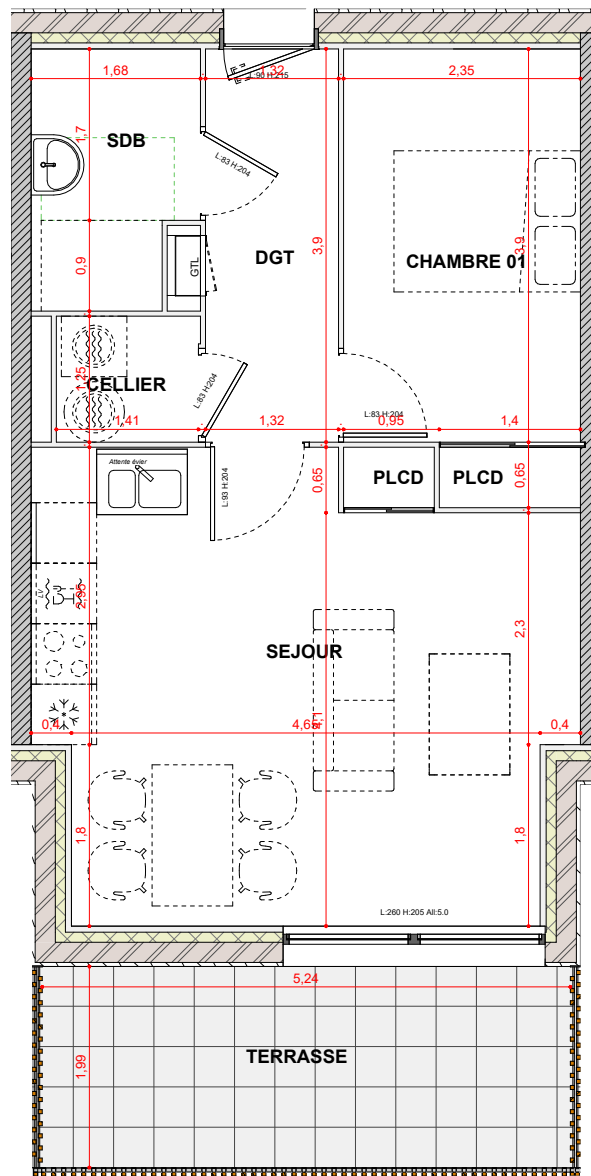 1,68
1,32
2,35
L:90 H:215
SDB
1,7
L:83 H:204
DGT
3,9
CHAMBRE 01
3,9
GTL
0,9
1,25
CELLIER
L:83 H:204
L:83 H:204
1,41
1,32
0,95
1,4
Attente évier
L:93 H:204
0,65
PLCD
PLCD
0,65
LV
2,95
SEJOUR
2,3
0,4
4,65
0,4
1,8
1,8
L:260 H:205 All:5.0
5,24
TERRASSE
1,99